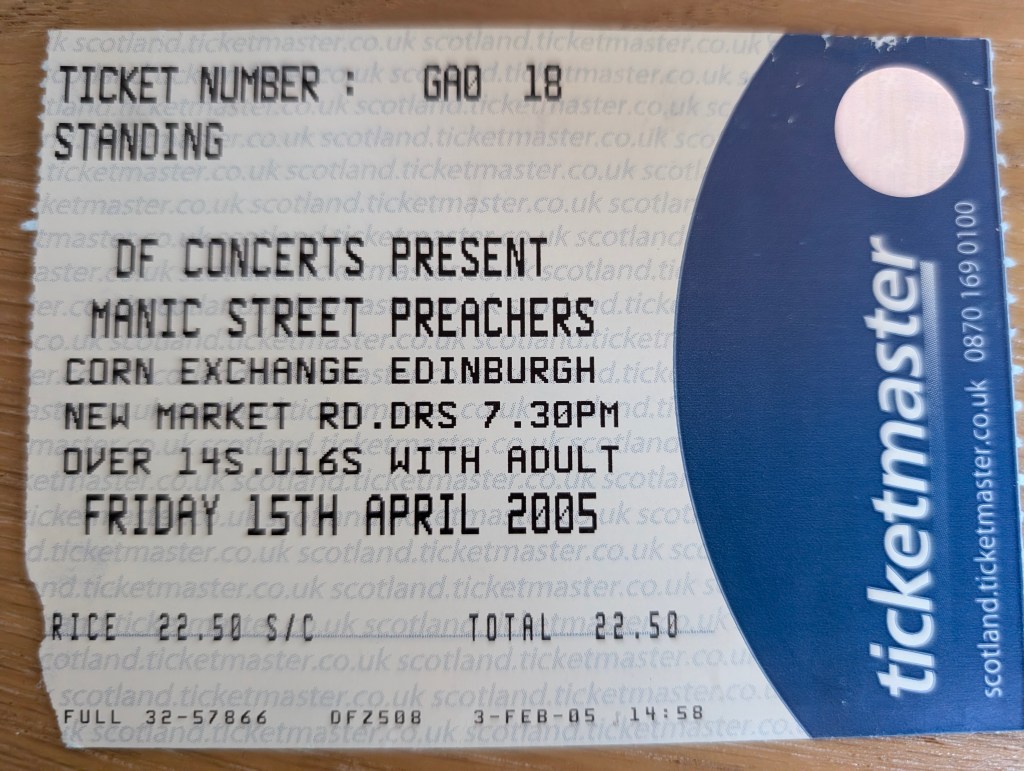 TICKET NUMBER : GA0 18
STANDING
DF CONCERTS PRESENT
MANIC STREET PREACHERS
CORN EXCHANGE EDINBURGH
NEW MARKET RD.DRS 7.30PM
OVER 14S.U16S WITH ADULT
FRIDAY 15TH APRIL 2005
RICE 22.50 S/C TOTAL 22.50
FULL 32-57866 DFZ508 3-FEB-05 14:58
ticketmaster
scotland.ticketmaster.co.uk 0870 169 0100